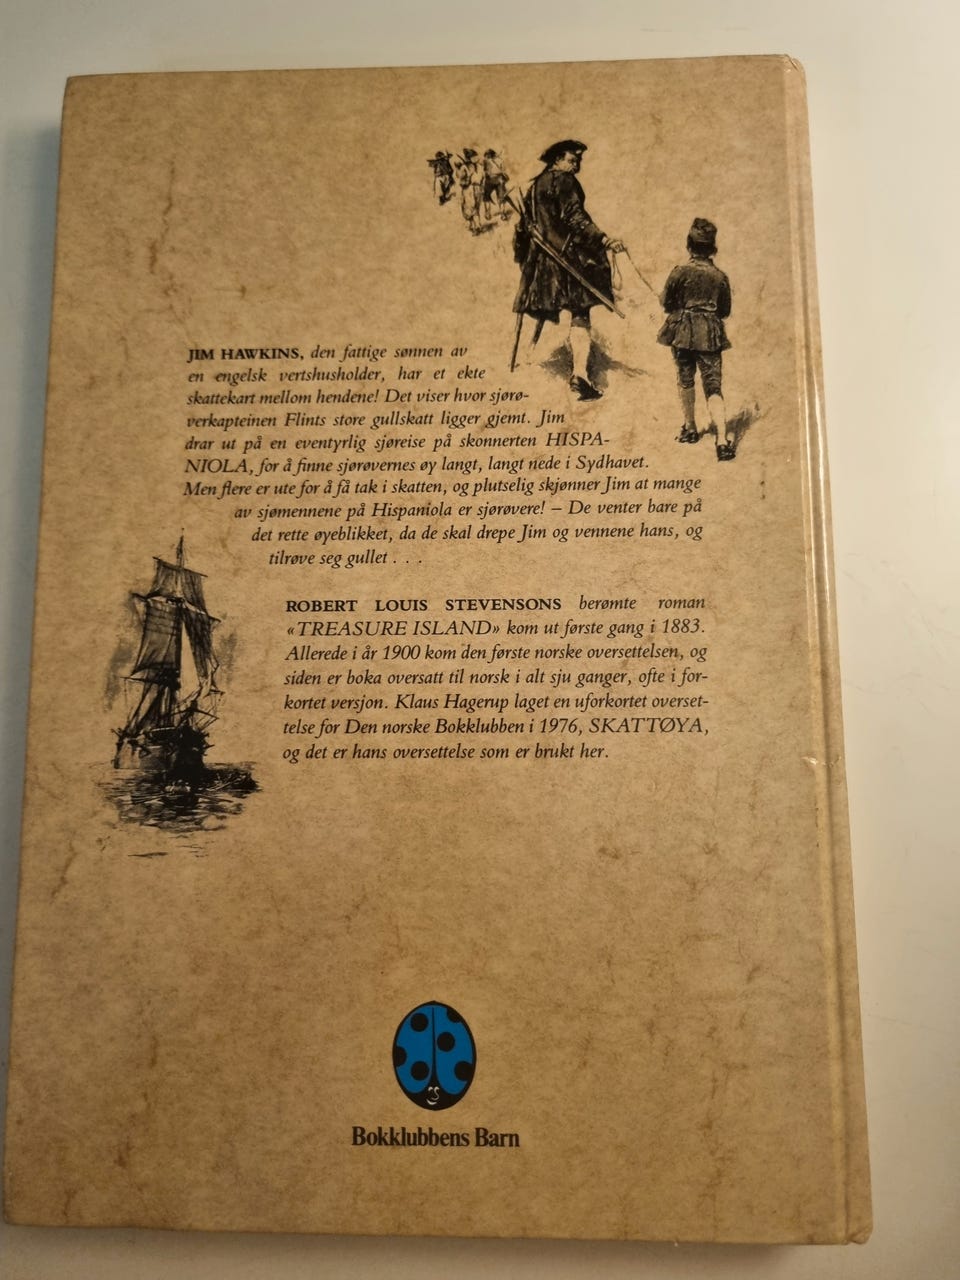 JIM HAWKINS, den fattige sønnen av
en engelsk vertshusholder, har et ekte
skattekart mellom hendene! Det viser hvor sjørø-
verkapteinen Flints store gullskatt ligger gjemt. Jim
drar ut på en eventyrlig sjøreise på skonnerten HISPA-
NIOLA, for å finne sjørøvernes øy langt, langt nede i Sydhavet.
Men flere er ute for å få tak i skatten, og plutselig skjønner Jim at mange
av sjømennene på Hispaniola er sjørøvere! – De venter bare på
det rette øyeblikket, da de skal drepe Jim og vennene hans, og
tilrøve seg gullet . . .
ROBERT LOUIS STEVENSONS berømte roman
«TREASURE ISLAND» kom ut første gang i 1883.
Allerede i år 1900 kom den første norske oversettelsen, og
siden er boka oversatt til norsk i alt sju ganger, ofte i for-
kortet versjon. Klaus Hagerup laget en uforkortet overset-
telse for Den norske Bokklubben i 1976, SKATTØYA,
og det er hans oversettelse som er brukt her.
Bokklubbens Barn